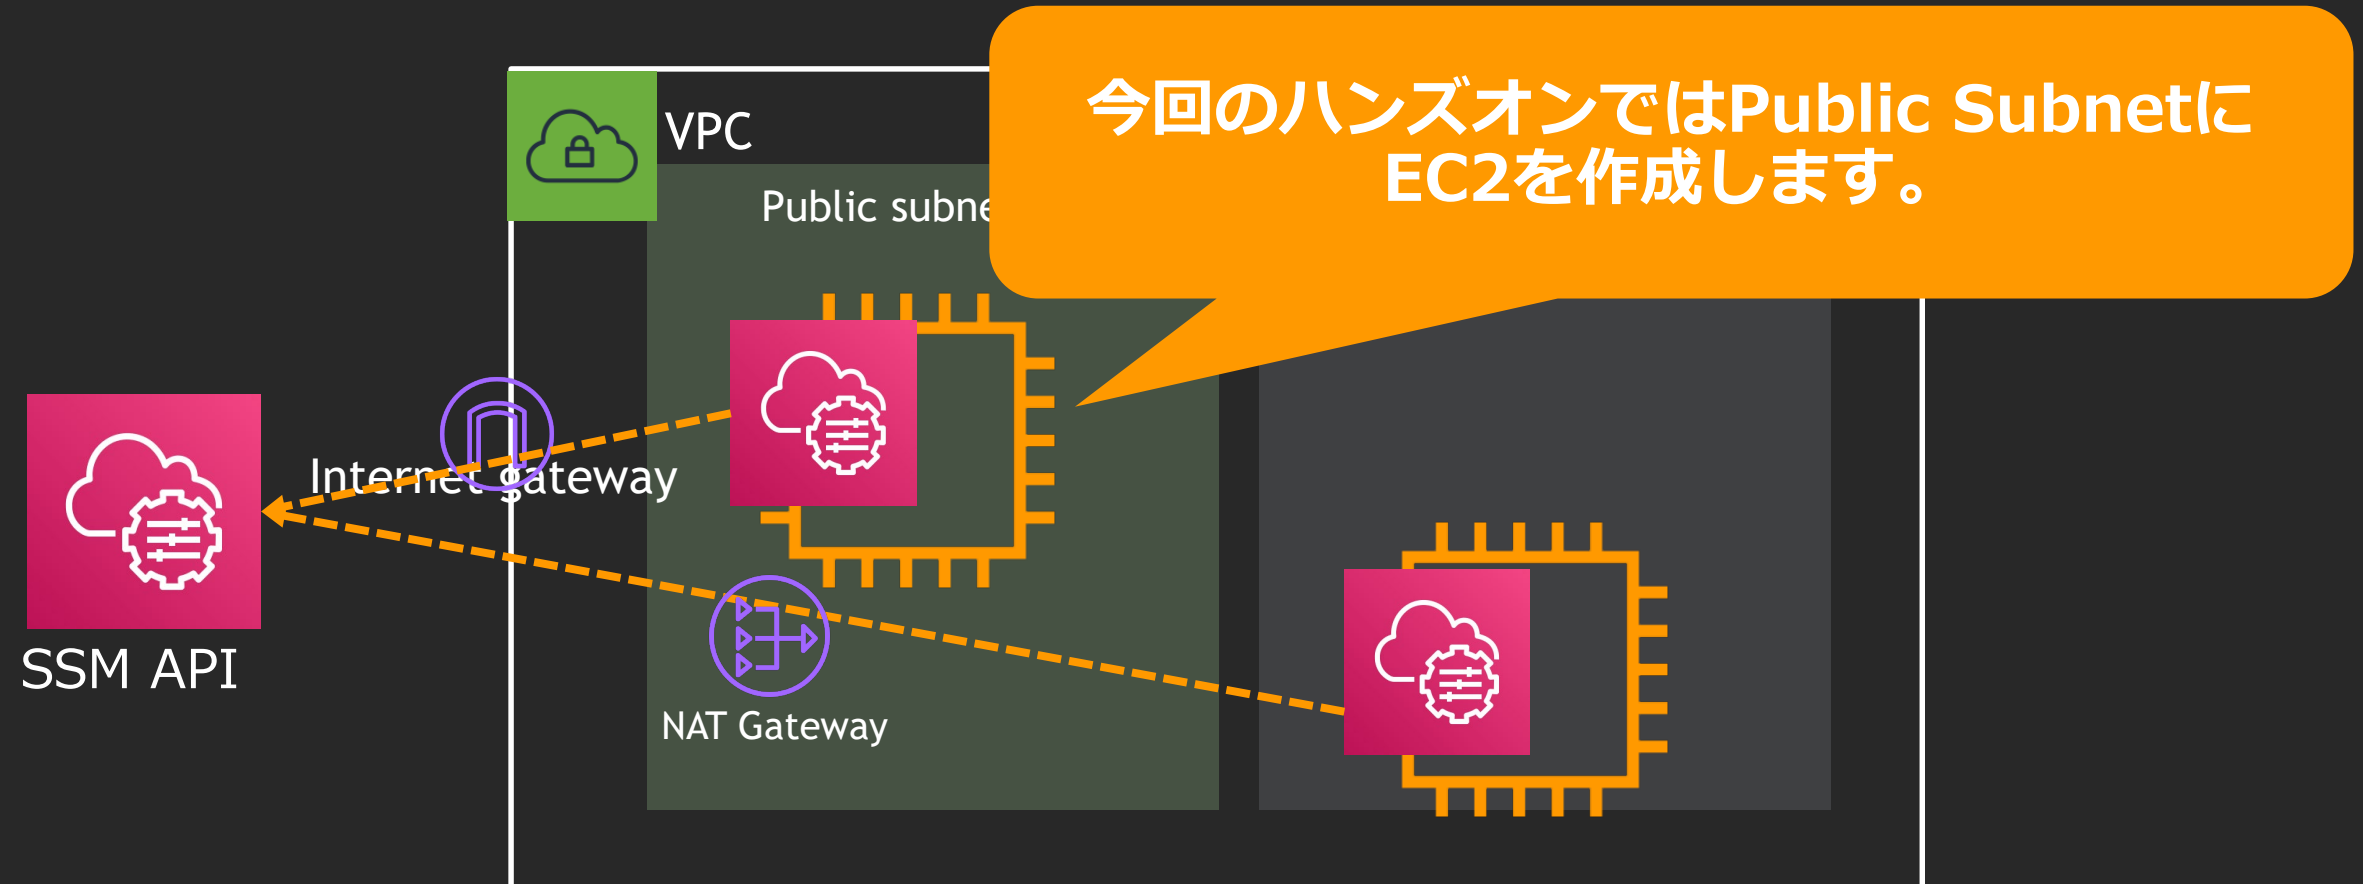 今回のハンズオンではPublic Subnetに
EC2を作成します。
VPC
Public subne
Internet gateway
SSM API
NAT Gateway